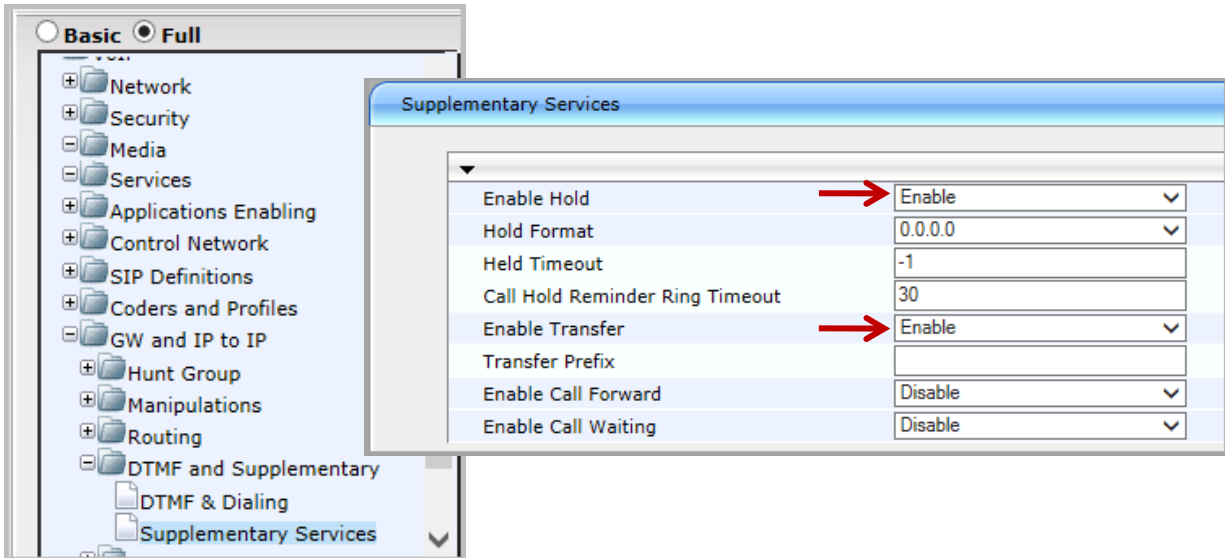 Basic Full
Network
Security
Media
Services
Applications Enabling
Control Network
SIP Definitions
Coders and Profiles
GW and IP to IP
Hunt Group
Manipulations
Routing
DTMF and Supplementary
DTMF & Dialing
Supplementary Services
Supplementary Services
Enable Hold Enable
Hold Format 0.0.0.0
Held Timeout -1
Call Hold Reminder Ring Timeout 30
Enable Transfer Enable
Transfer Prefix
Enable Call Forward Disable
Enable Call Waiting Disable